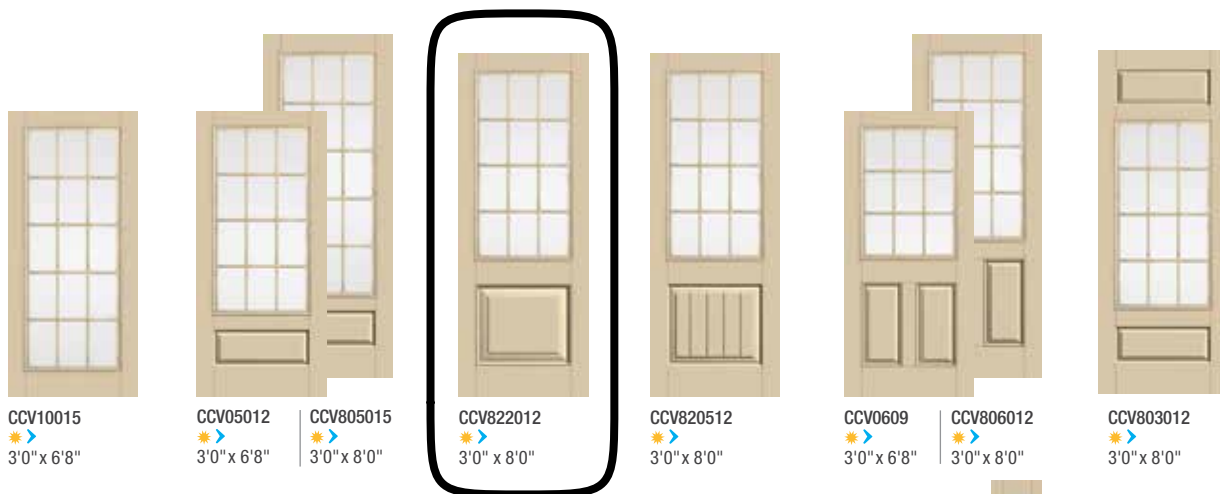 CCV10015
3'0" x 6'8"
CCV05012
3'0" x 6'8"
CCV805015
3'0" x 8'0"
CCV822012
3'0" x 8'0"
CCV820512
3'0" x 8'0"
CCV0609
3'0" x 6'8"
CCV806012
3'0" x 8'0"
CCV803012
3'0" x 8'0"